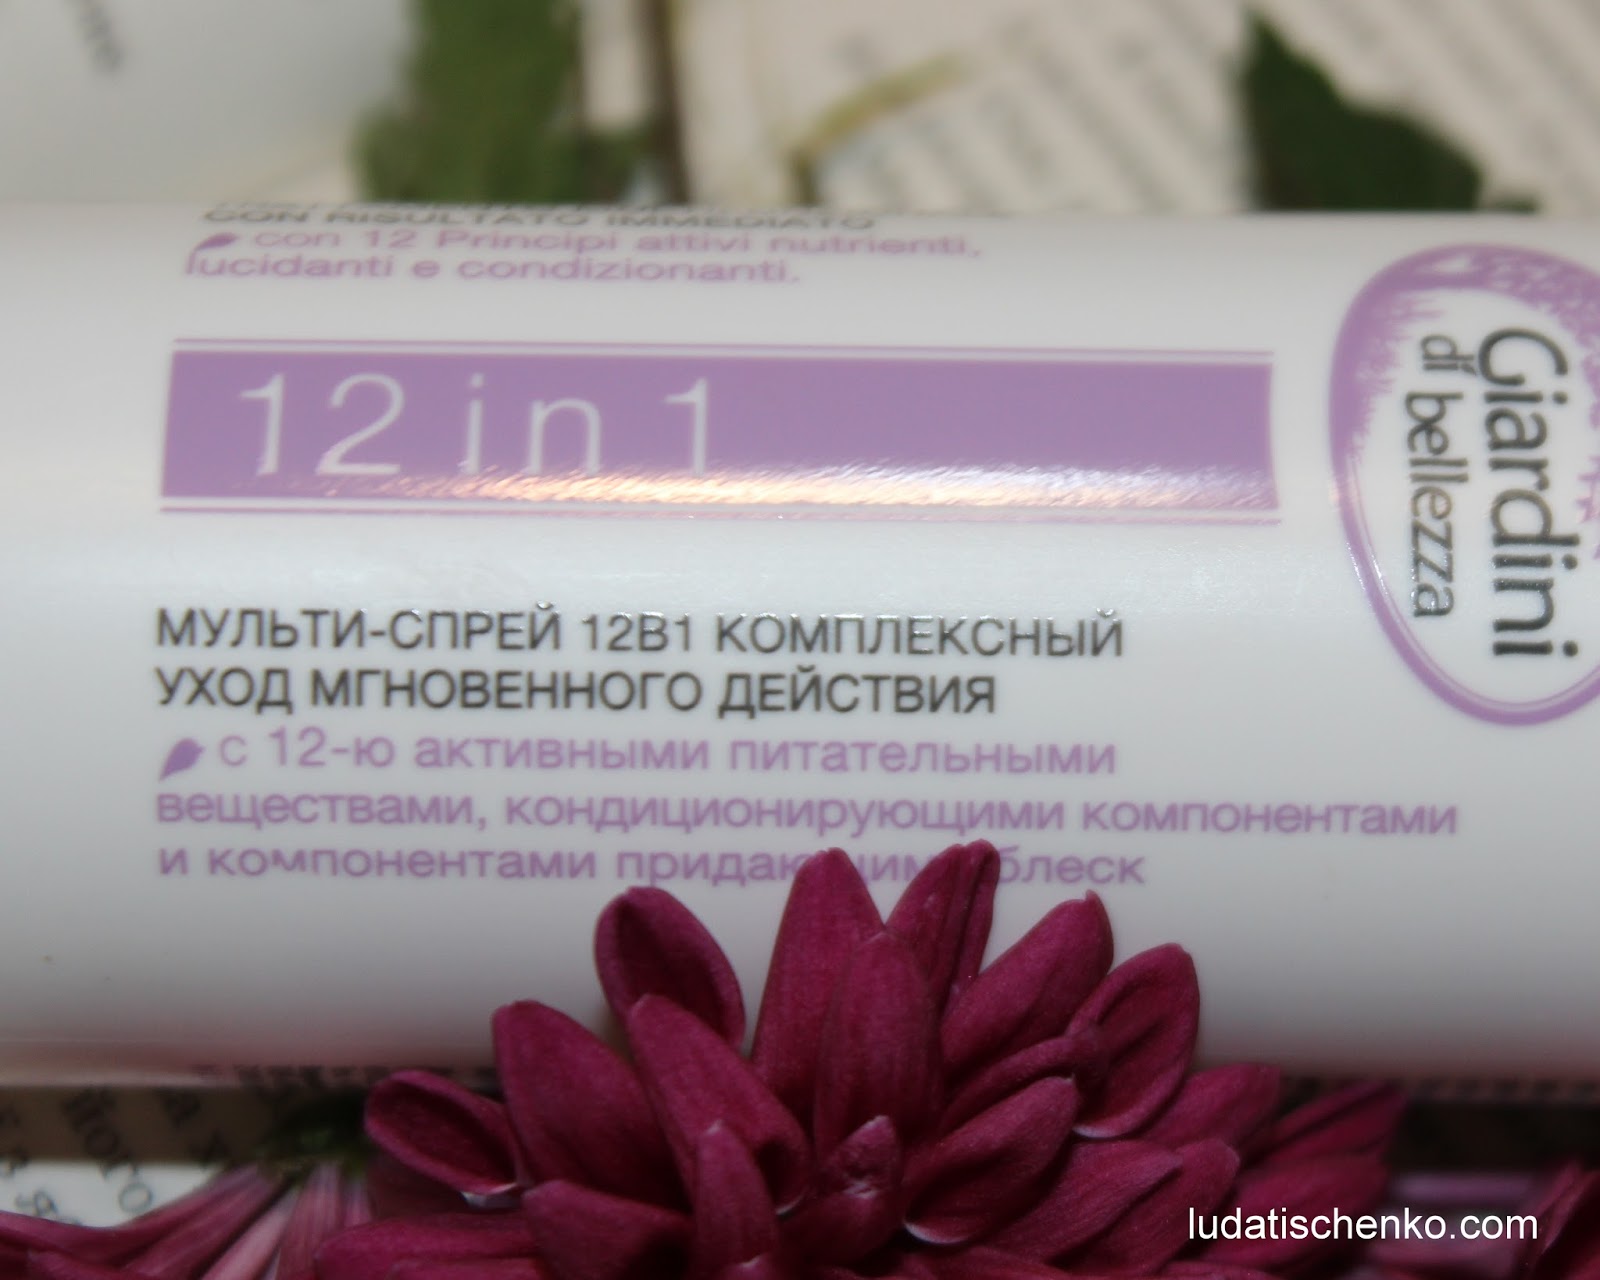 CON RISULTATO IMMEDIATO
con 12 Principi attivi nutrienti,
lucidanti e condizionanti.
12 in 1
Giardini
di bellezza
МУЛЬТИ-СПРЕЙ 12В1 КОМПЛЕКСНЫЙ
УХОД МГНОВЕННОГО ДЕЙСТВИЯ
С 12-ю активными питательными
веществами, кондиционирующими компонентами
и компонентами блеск
ludatischenko.com